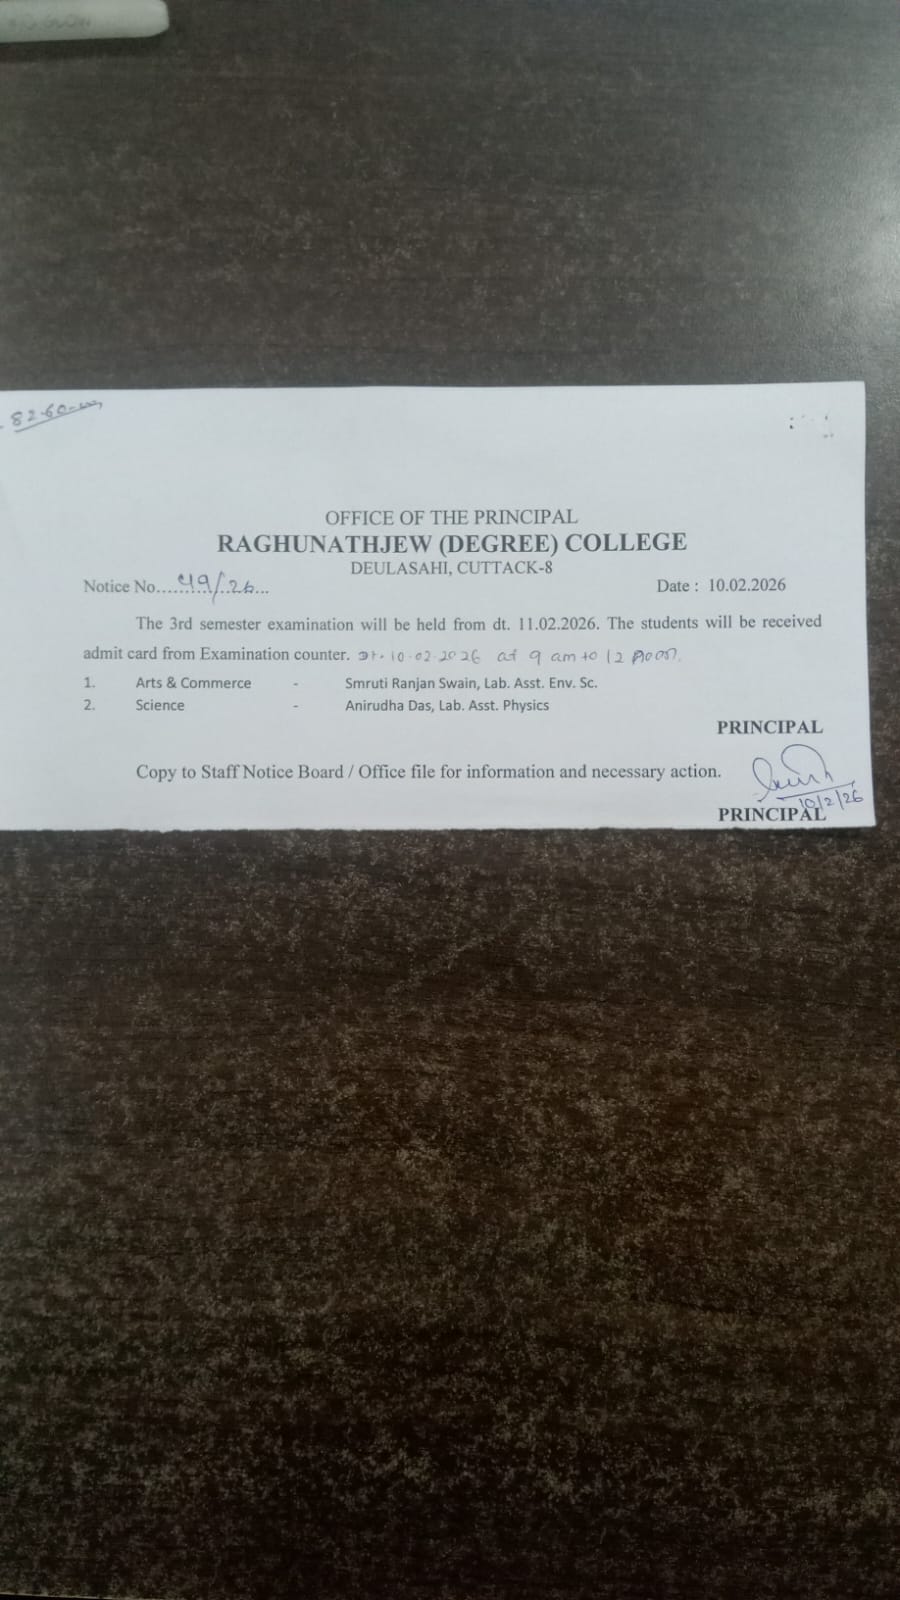 82-60
OFFICE OF THE PRINCIPAL
RAGHUNATHJEW (DEGREE) COLLEGE
DEULASAHI, CUTTACK-8
Notice No.....49/26... Date : 10.02.2026
The 3rd semester examination will be held from dt. 11.02.2026. The students will be received
admit card from Examination counter. Dt. 10.02.2026 at 9 am to 12 noon.
1. Arts & Commerce - Smruti Ranjan Swain, Lab. Asst. Env. Sc.
2. Science - Anirudha Das, Lab. Asst. Physics
PRINCIPAL
Copy to Staff Notice Board / Office file for information and necessary action.
10/2/26
PRINCIPAL